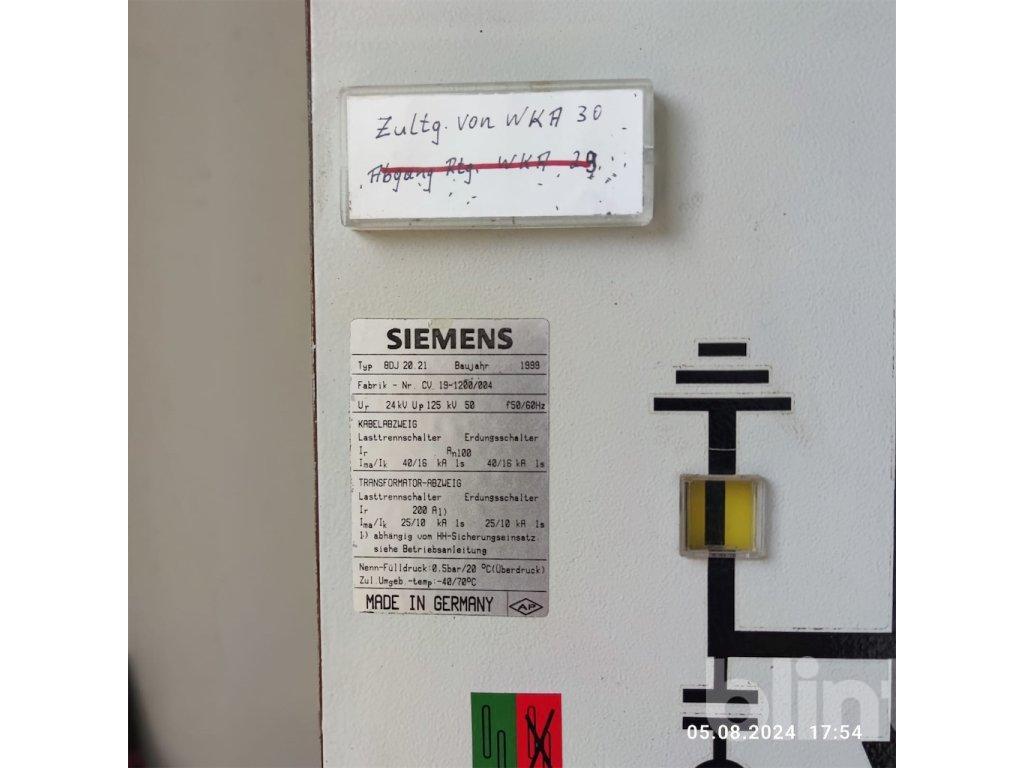 Zultg. von WKA 30
Abgang Rtg. WKA 29
SIEMENS
Typ 8DJ 20.21 Baujahr 1999
Fabrik - Nr. CV. 19-1200/004
Ur 24kV Up 125 kV 50 f50/60Hz
KABELABZWEIG
Lasttrennschalter Erdungsschalter
Ir An100
Ima/Ik 40/16 kA 1s 40/16 kA 1s
TRANSFORMATOR-ABZWEIG
Lasttrennschalter Erdungsschalter
Ir 200 A1)
Ima/Ik 25/10 kA 1s 25/10 kA 1s
1) abhängig vom HH-Sicherungseinsatz
siehe Betriebsanleitung
Nenn-Fülldruck:0.5bar/20 °C(Überdruck)
Zul.Umgeb.-temp:-40/70°C
MADE IN GERMANY AP
blint
05.08.2024 17:54